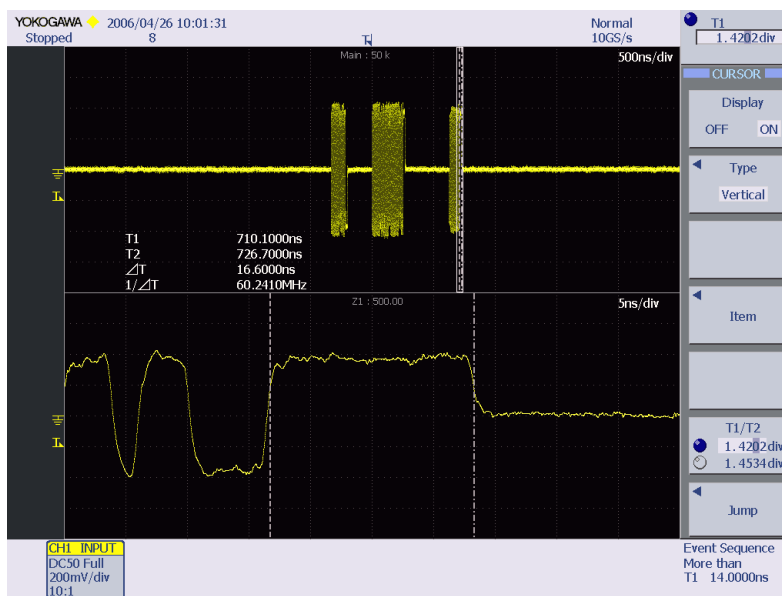 YOKOGAWA 2006/04/26 10:01:31
Stopped 8
Normal
10GS/s
T1
1.4202div
Main : 50 k
500ns/div
CURSOR
Display
OFF ON
Type
Vertical
T1 710.1000ns
T2 726.7000ns
⊿T 16.6000ns
1/⊿T 60.2410MHz
Z1 : 500.00
5ns/div
Item
T1/T2
1.4202div
1.4534div
Jump
CH1 INPUT
DC50 Full
200mV/div
10:1
Event Sequence
More than
T1 14.0000ns